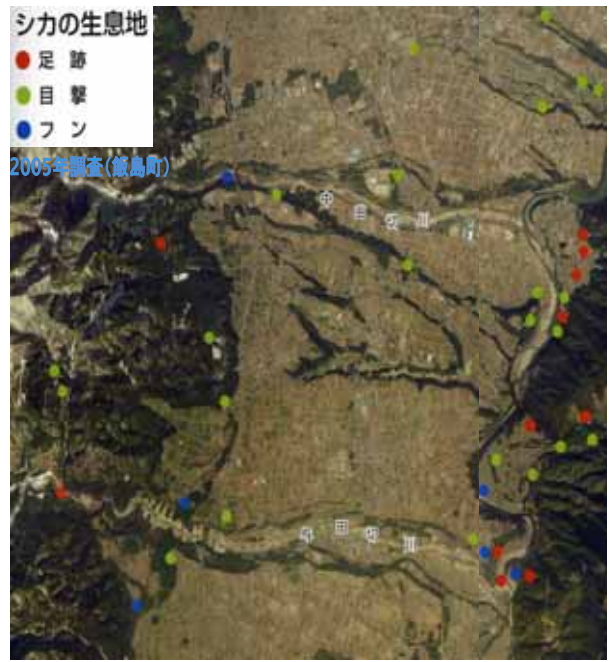 シカの生息地
足 跡
目 撃
フ ン
2005年調査(飯島町)
中田切川
与田切川